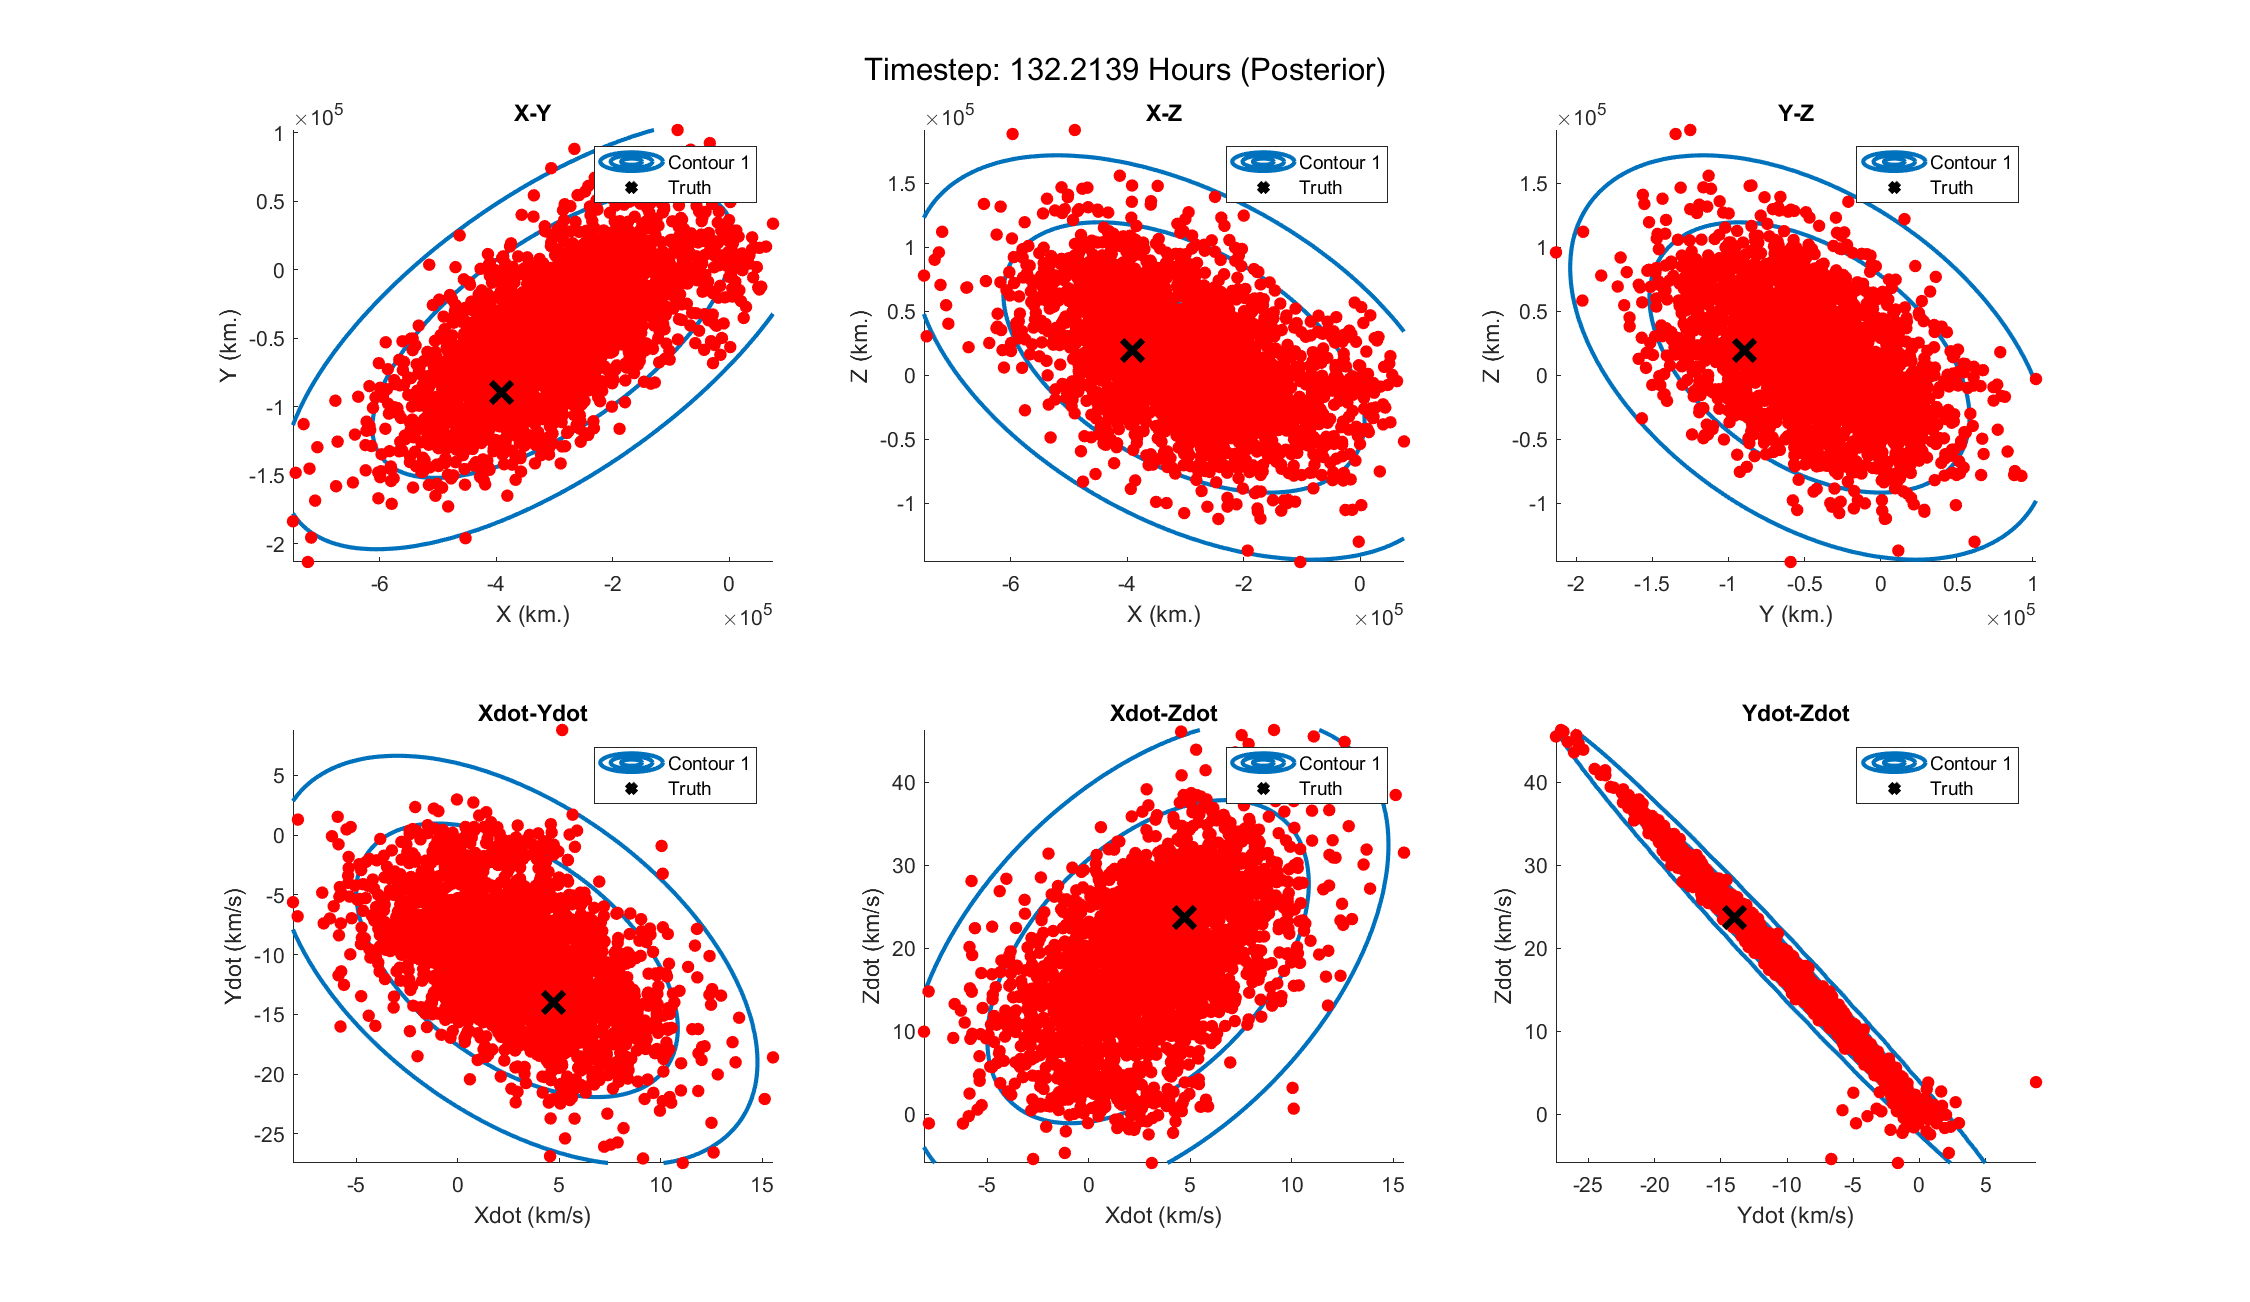 Timestep: 132.2139 Hours (Posterior)
X-Y
×10^5
1
0.5
0
-0.5
-1
-1.5
-2
Y (km.)
-6 -4 -2 0
X (km.)
×10^5
Contour 1
Truth
X-Z
×10^5
1.5
1
0.5
0
-0.5
-1
Z (km.)
-6 -4 -2 0
X (km.)
×10^5
Contour 1
Truth
Y-Z
×10^5
1.5
1
0.5
0
-0.5
-1
Z (km.)
-2 -1.5 -1 -0.5 0 0.5 1
Y (km.)
×10^5
Contour 1
Truth
Xdot-Ydot
5
0
-5
-10
-15
-20
-25
Ydot (km/s)
-5 0 5 10 15
Xdot (km/s)
Contour 1
Truth
Xdot-Zdot
40
30
20
10
0
Zdot (km/s)
-5 0 5 10 15
Xdot (km/s)
Contour 1
Truth
Ydot-Zdot
40
30
20
10
0
Zdot (km/s)
-25 -20 -15 -10 -5 0 5
Ydot (km/s)
Contour 1
Truth